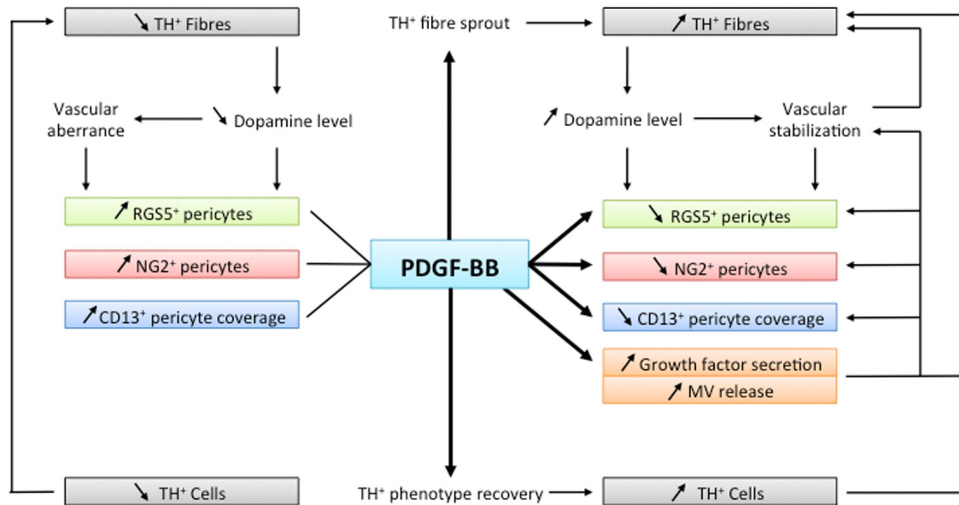 ↘ TH⁺ Fibres
TH⁺ fibre sprout
↗ TH⁺ Fibres
Vascular
aberrance
↘ Dopamine level
↗ Dopamine level
Vascular
stabilization
↗ RGS5⁺ pericytes
↘ RGS5⁺ pericytes
↗ NG2⁺ pericytes
PDGF-BB
↘ NG2⁺ pericytes
↗ CD13⁺ pericyte coverage
↘ CD13⁺ pericyte coverage
↗ Growth factor secretion
↗ MV release
↘ TH⁺ Cells
TH⁺ phenotype recovery
↗ TH⁺ Cells